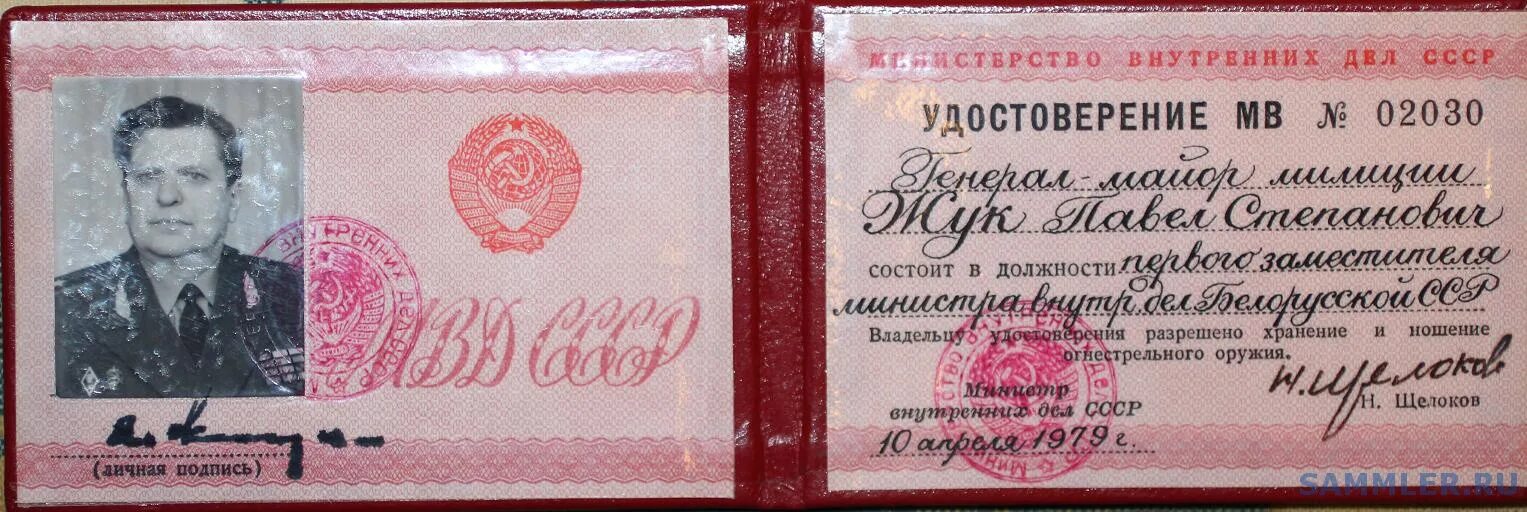 МВД СССР
(личная подпись)
МИНИСТЕРСТВО ВНУТРЕННИХ ДЕЛ СССР
УДОСТОВЕРЕНИЕ МВ № 02030
Генерал-майор милиции
Жук Павел Степанович
состоит в должности первого заместителя
министра внутр. дел Белорусской ССР
Владельцу удостоверения разрешено хранение и ношение
огнестрельного оружия.
Министр
внутренних дел СССР
Н. Щелоков
Н. Щелоков
10 апреля 1979 г.
SAMMLER.RU